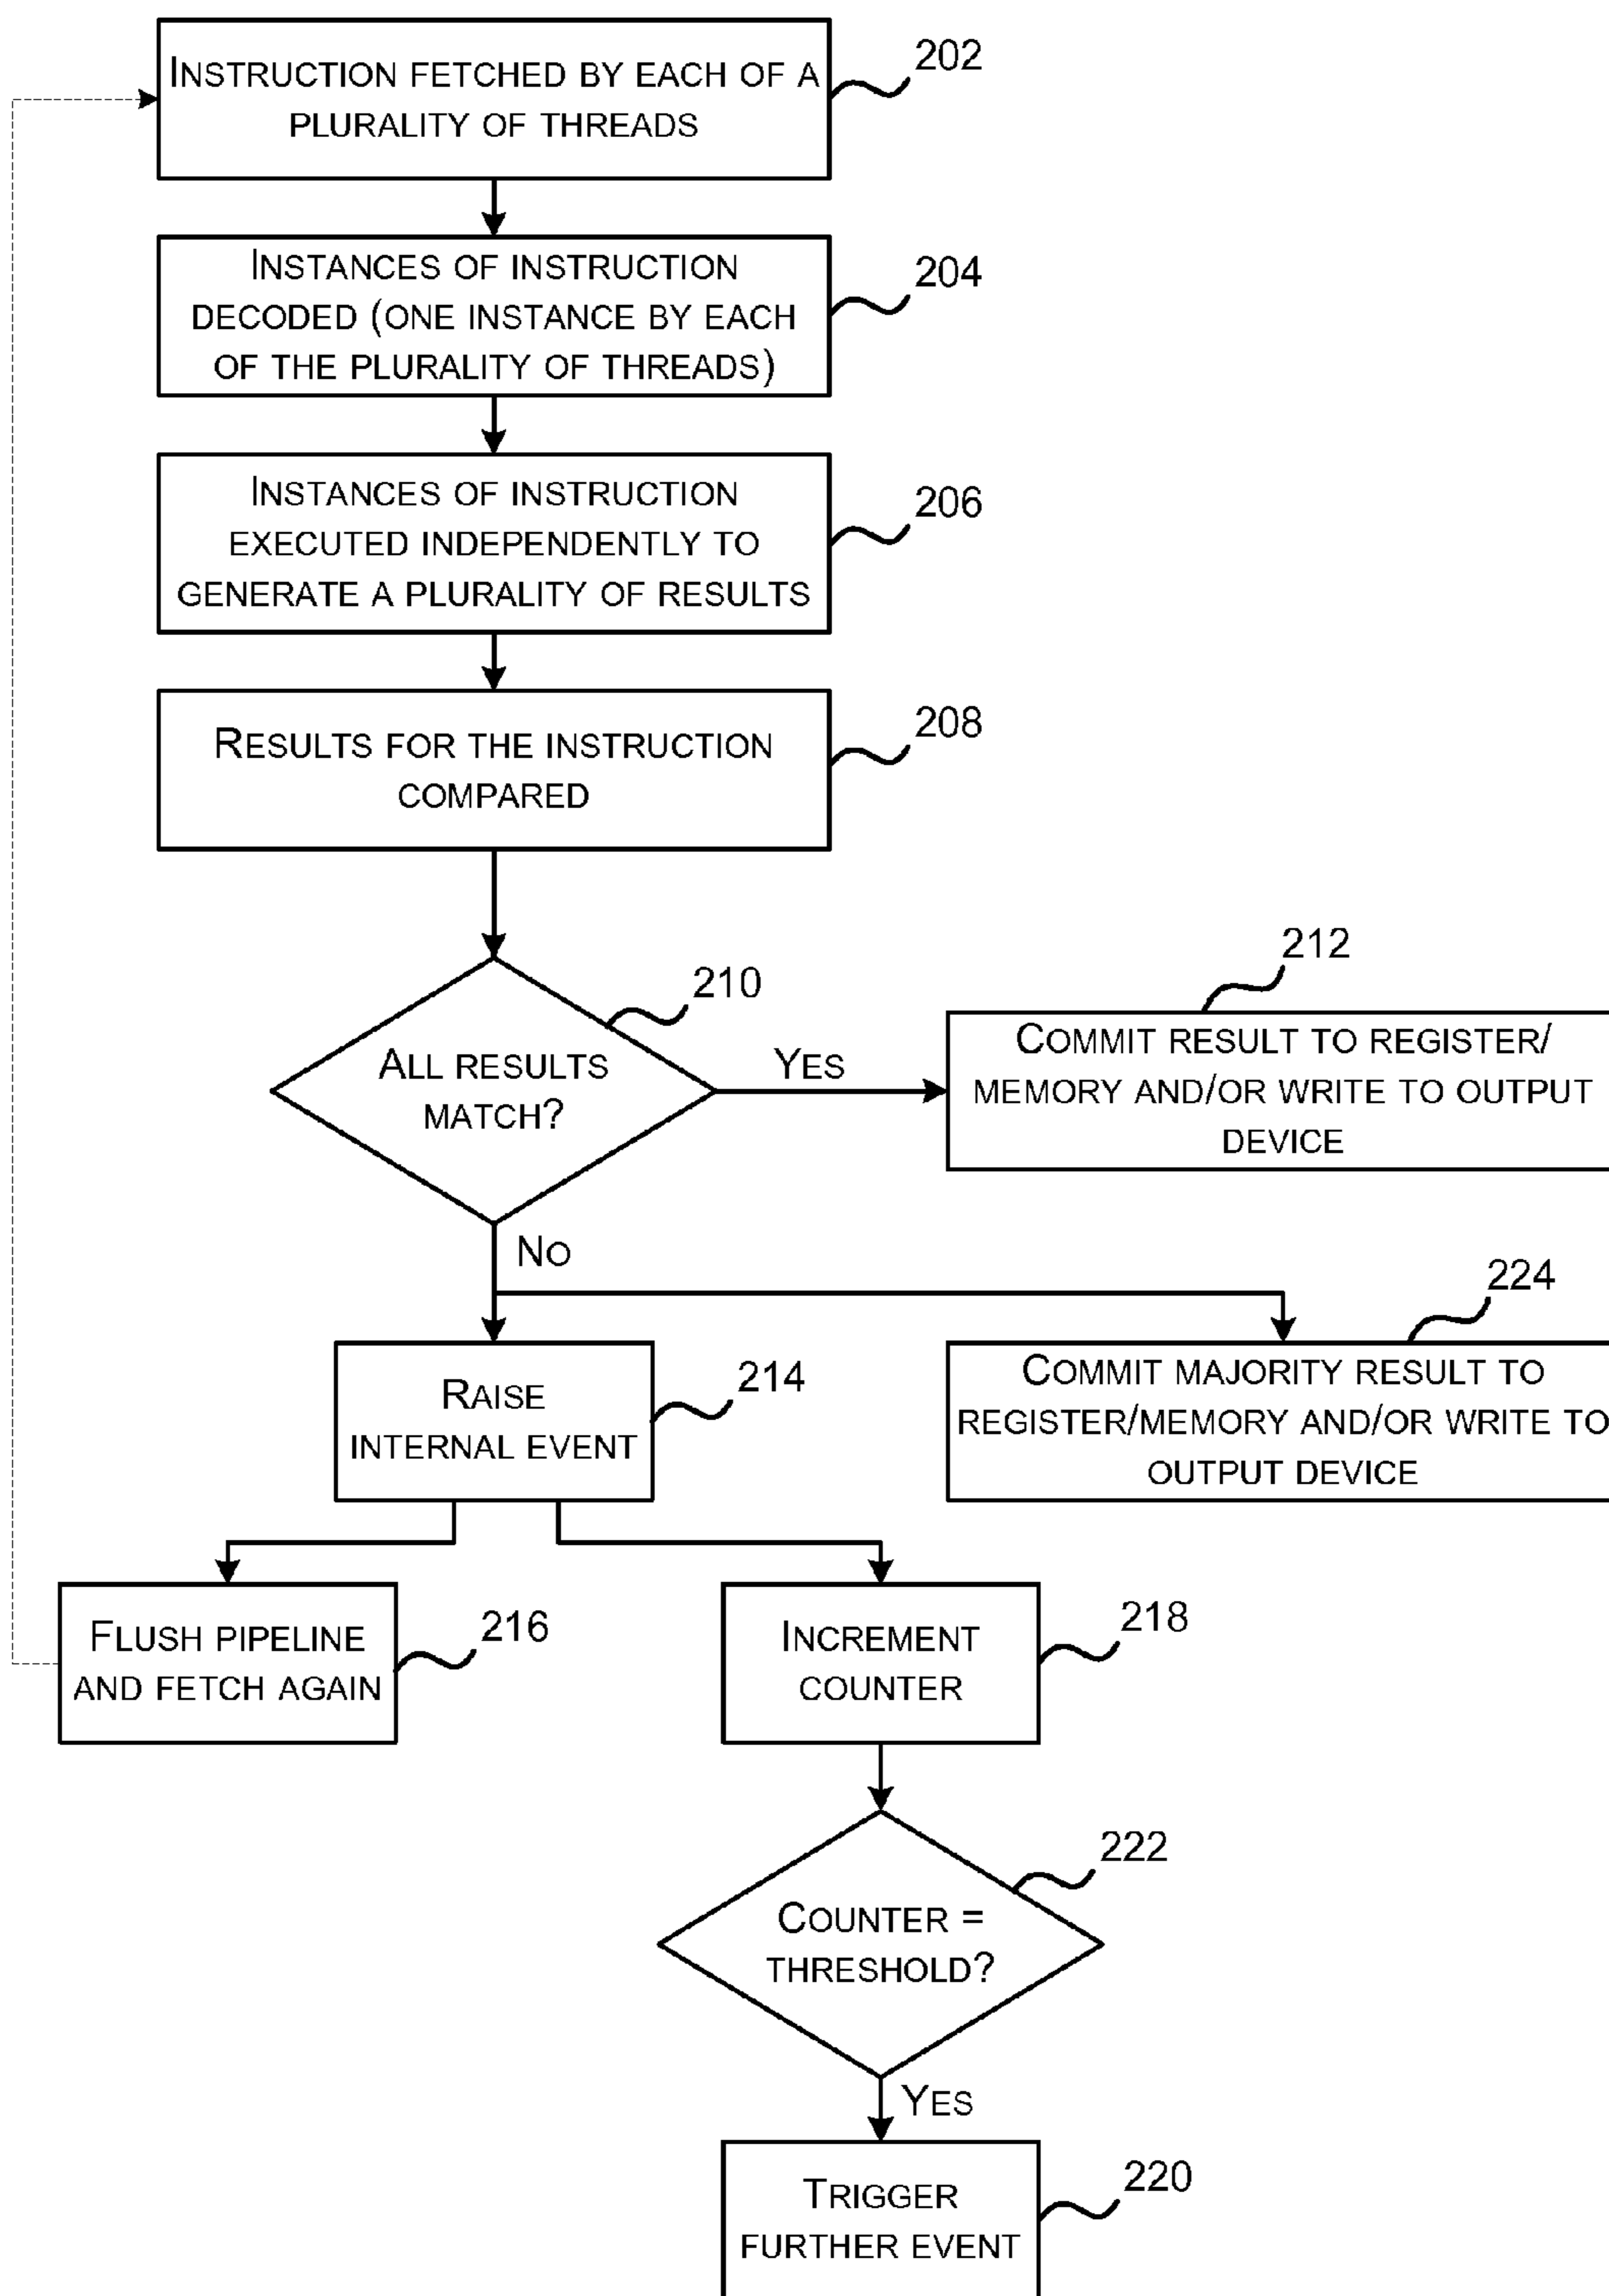 INSTRUCTION FETCHED BY EACH OF A
PLURALITY OF THREADS
202
INSTANCES OF INSTRUCTION
DECODED (ONE INSTANCE BY EACH
OF THE PLURALITY OF THREADS)
204
INSTANCES OF INSTRUCTION
EXECUTED INDEPENDENTLY TO
GENERATE A PLURALITY OF RESULTS
206
RESULTS FOR THE INSTRUCTION
COMPARED
208
ALL RESULTS
MATCH?
210
YES
212
COMMIT RESULT TO REGISTER/
MEMORY AND/OR WRITE TO OUTPUT
DEVICE
NO
224
COMMIT MAJORITY RESULT TO
REGISTER/MEMORY AND/OR WRITE TO
OUTPUT DEVICE
RAISE
INTERNAL EVENT
214
FLUSH PIPELINE
AND FETCH AGAIN
216
INCREMENT
COUNTER
218
COUNTER =
THRESHOLD?
222
YES
TRIGGER
FURTHER EVENT
220